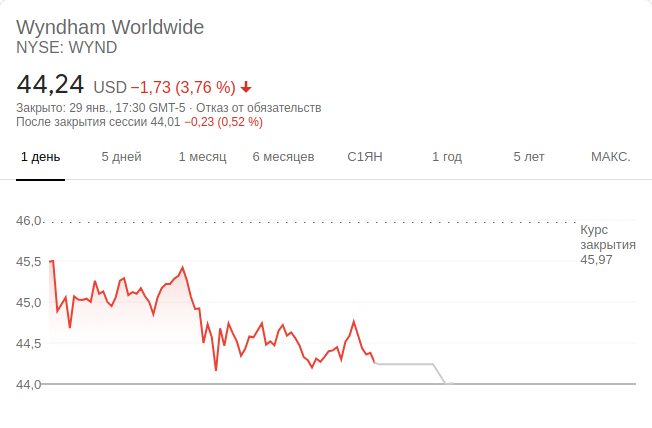 Wyndham Worldwide
NYSE: WYND
44,24 USD −1,73 (3,76 %)
Закрыто: 29 янв., 17:30 GMT-5 · Отказ от обязательств
После закрытия сессии 44,01 −0,23 (0,52 %)
1 день 5 дней 1 месяц 6 месяцев С1ЯН 1 год 5 лет МАКС.
46,0
Курс
закрытия
45,97
45,5
45,0
44,5
44,0